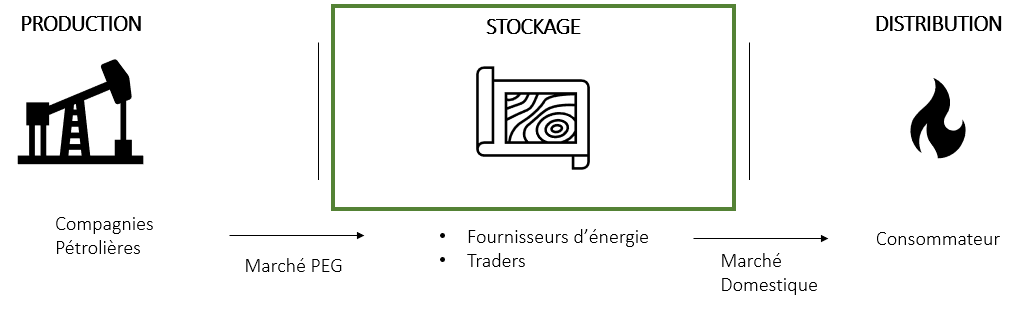 PRODUCTION
STOCKAGE
DISTRIBUTION
Compagnies
Pétrolières
Marché PEG
• Fournisseurs d’énergie
• Traders
Marché
Domestique
Consommateur